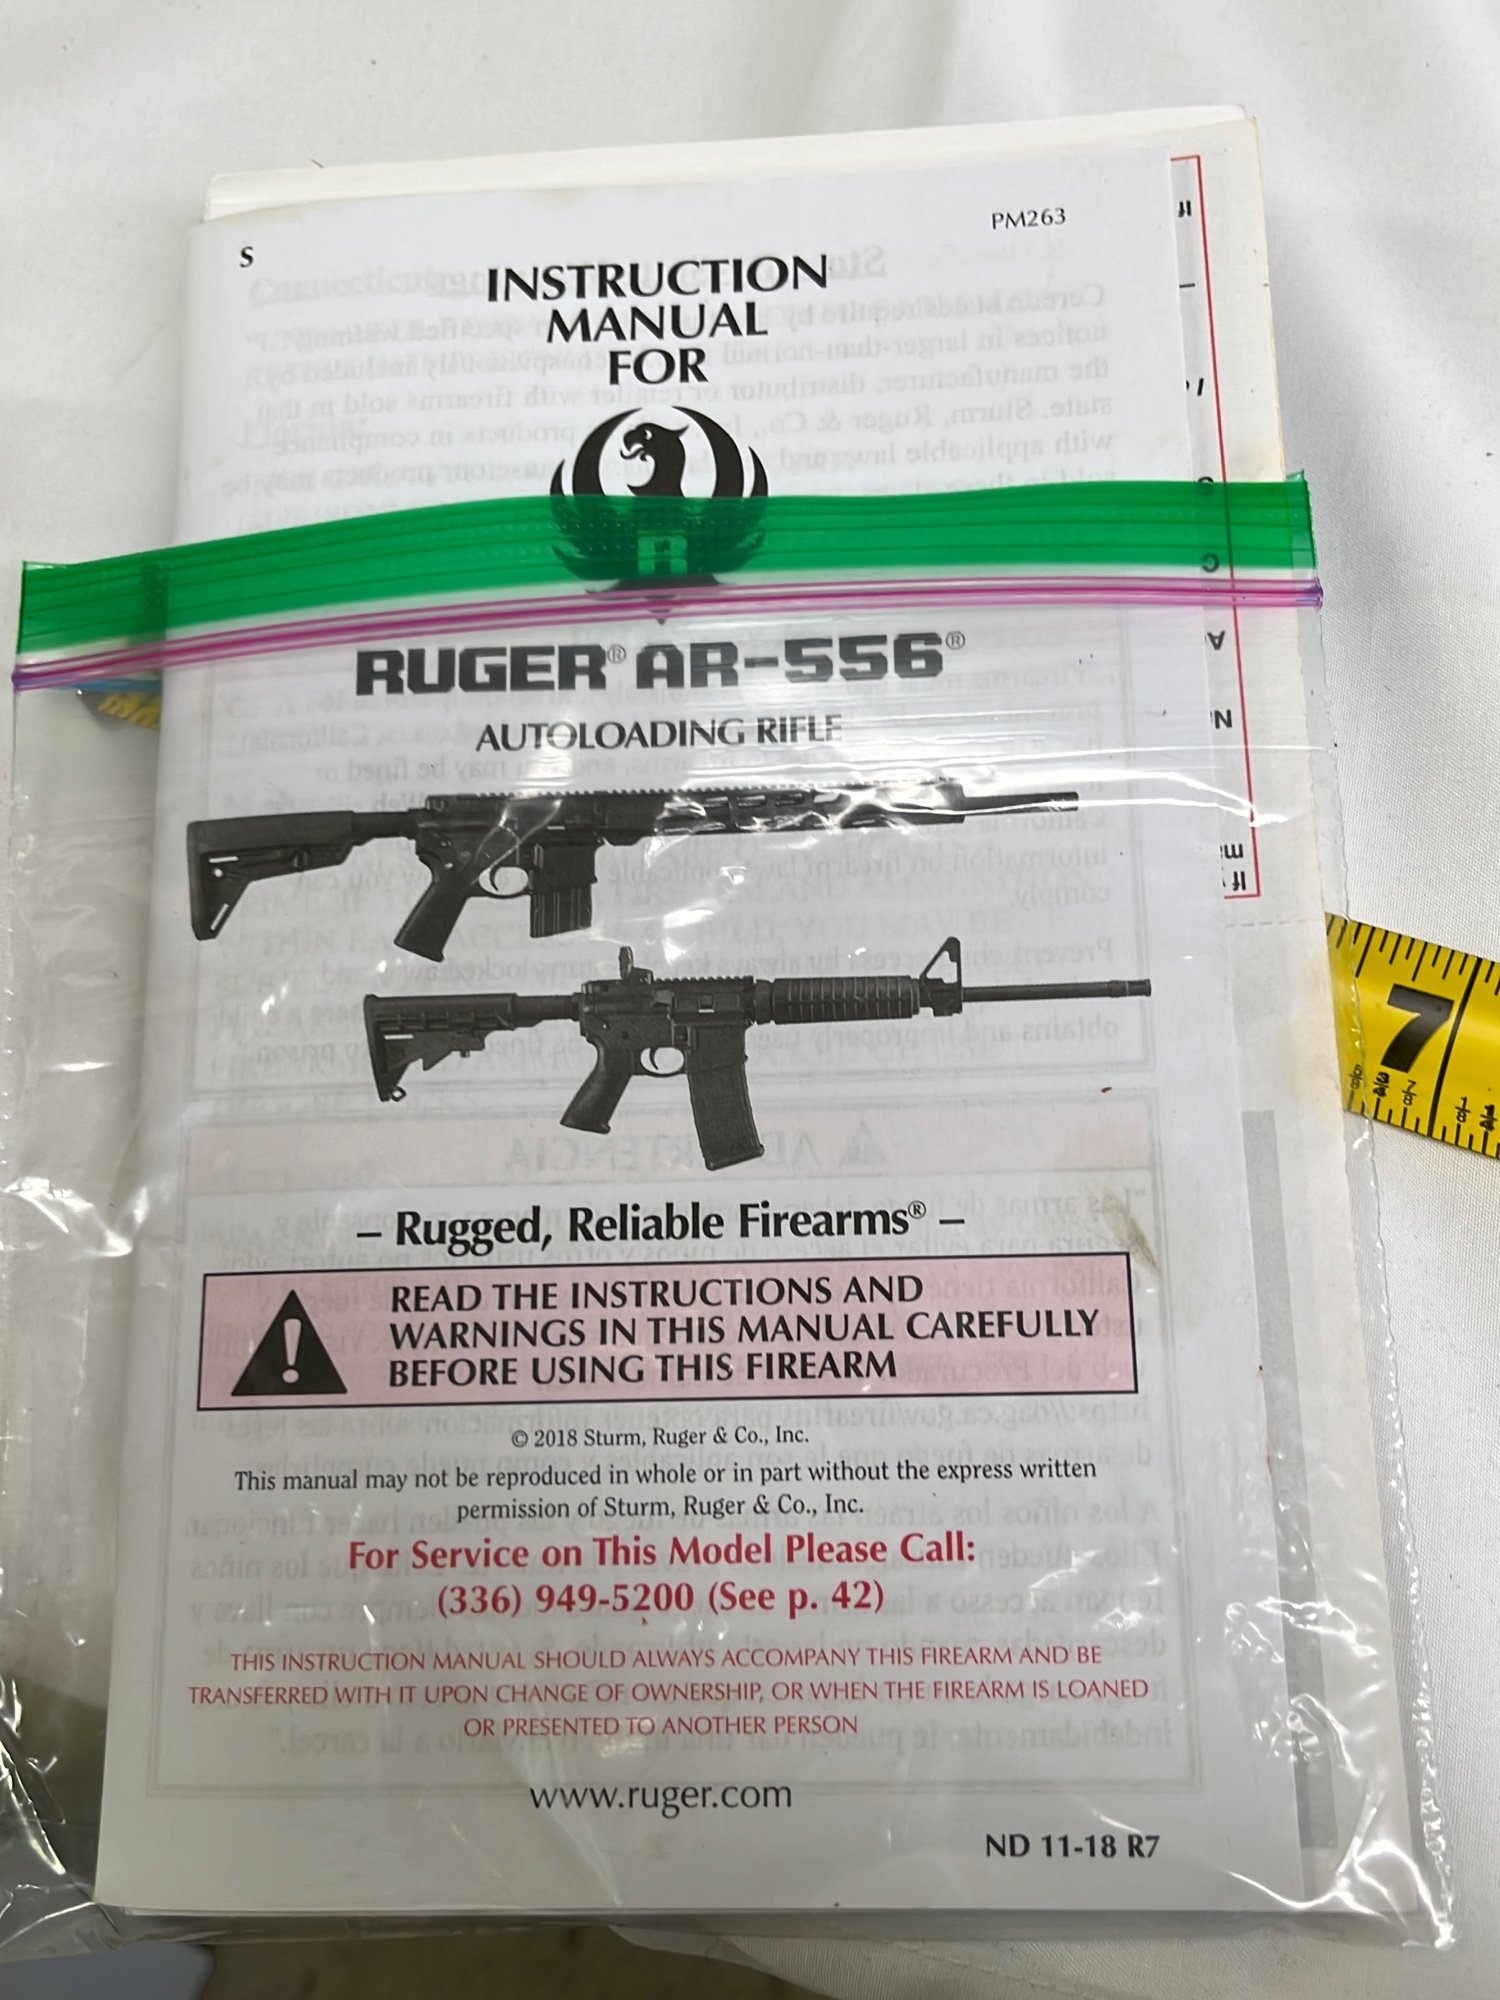 S
PM263
INSTRUCTION
MANUAL
FOR
R
RUGER® AR-556®
AUTOLOADING RIFLE
– Rugged, Reliable Firearms® –
READ THE INSTRUCTIONS AND
WARNINGS IN THIS MANUAL CAREFULLY
BEFORE USING THIS FIREARM
© 2018 Sturm, Ruger & Co., Inc.
This manual may not be reproduced in whole or in part without the express written
permission of Sturm, Ruger & Co., Inc.
For Service on This Model Please Call:
(336) 949-5200 (See p. 42)
THIS INSTRUCTION MANUAL SHOULD ALWAYS ACCOMPANY THIS FIREARM AND BE
TRANSFERRED WITH IT UPON CHANGE OF OWNERSHIP, OR WHEN THE FIREARM IS LOANED
OR PRESENTED TO ANOTHER PERSON
www.ruger.com
ND 11-18 R7
7